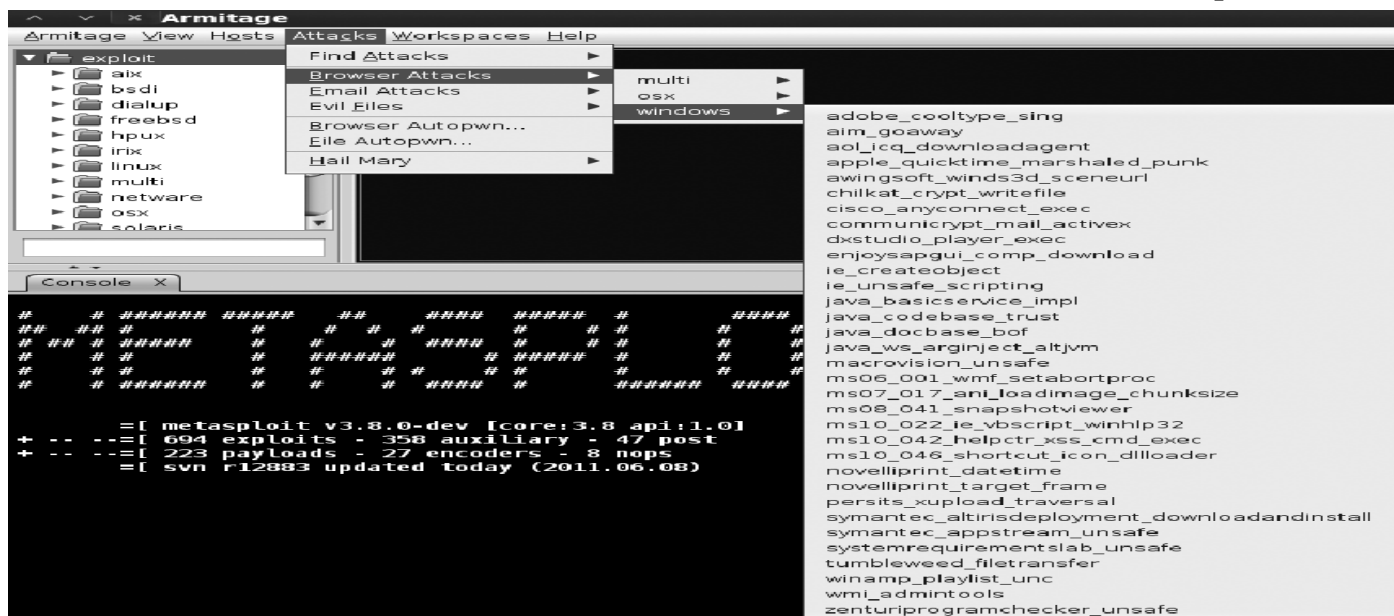 Armitage
Armitage View Hosts Attacks Workspaces Help
exploit
aix
bsdi
dialup
freebsd
hpux
irix
linux
multi
netware
osx
solaris
Find Attacks
Browser Attacks
Email Attacks
Evil Files
Browser Autopwn...
File Autopwn...
Hail Mary
multi
osx
windows
adobe_cooltype_sing
aim_goaway
aol_icq_downloadagent
apple_quicktime_marshaled_punk
awingsoft_winds3d_sceneurl
chilkat_crypt_writefile
cisco_anyconnect_exec
communicrypt_mail_activex
dxstudio_player_exec
enjoysapgui_comp_download
ie_createobject
ie_unsafe_scripting
java_basicservice_impl
java_codebase_trust
java_docbase_bof
java_ws_arginject_altjvm
macrovision_unsafe
ms06_001_wmf_setabortproc
ms07_017_ani_loadimage_chunksize
ms08_041_snapshotviewer
ms10_022_ie_vbscript_winhlp32
ms10_042_helpctr_xss_cmd_exec
ms10_046_shortcut_icon_dllloader
novelliprint_datetime
novelliprint_target_frame
persits_xupload_traversal
symantec_altirisdeployment_downloadandinstall
symantec_appstream_unsafe
systemrequirementslab_unsafe
tumbleweed_filetransfer
winamp_playlist_unc
wmi_admintools
zenturiprogramchecker_unsafe
Console X
METASPLO
=[ metasploit v3.8.0-dev [core:3.8 api:1.0]
+ -- --=[ 694 exploits - 358 auxiliary - 47 post
+ -- --=[ 223 payloads - 27 encoders - 8 nops
=[ svn r12883 updated today (2011.06.08)